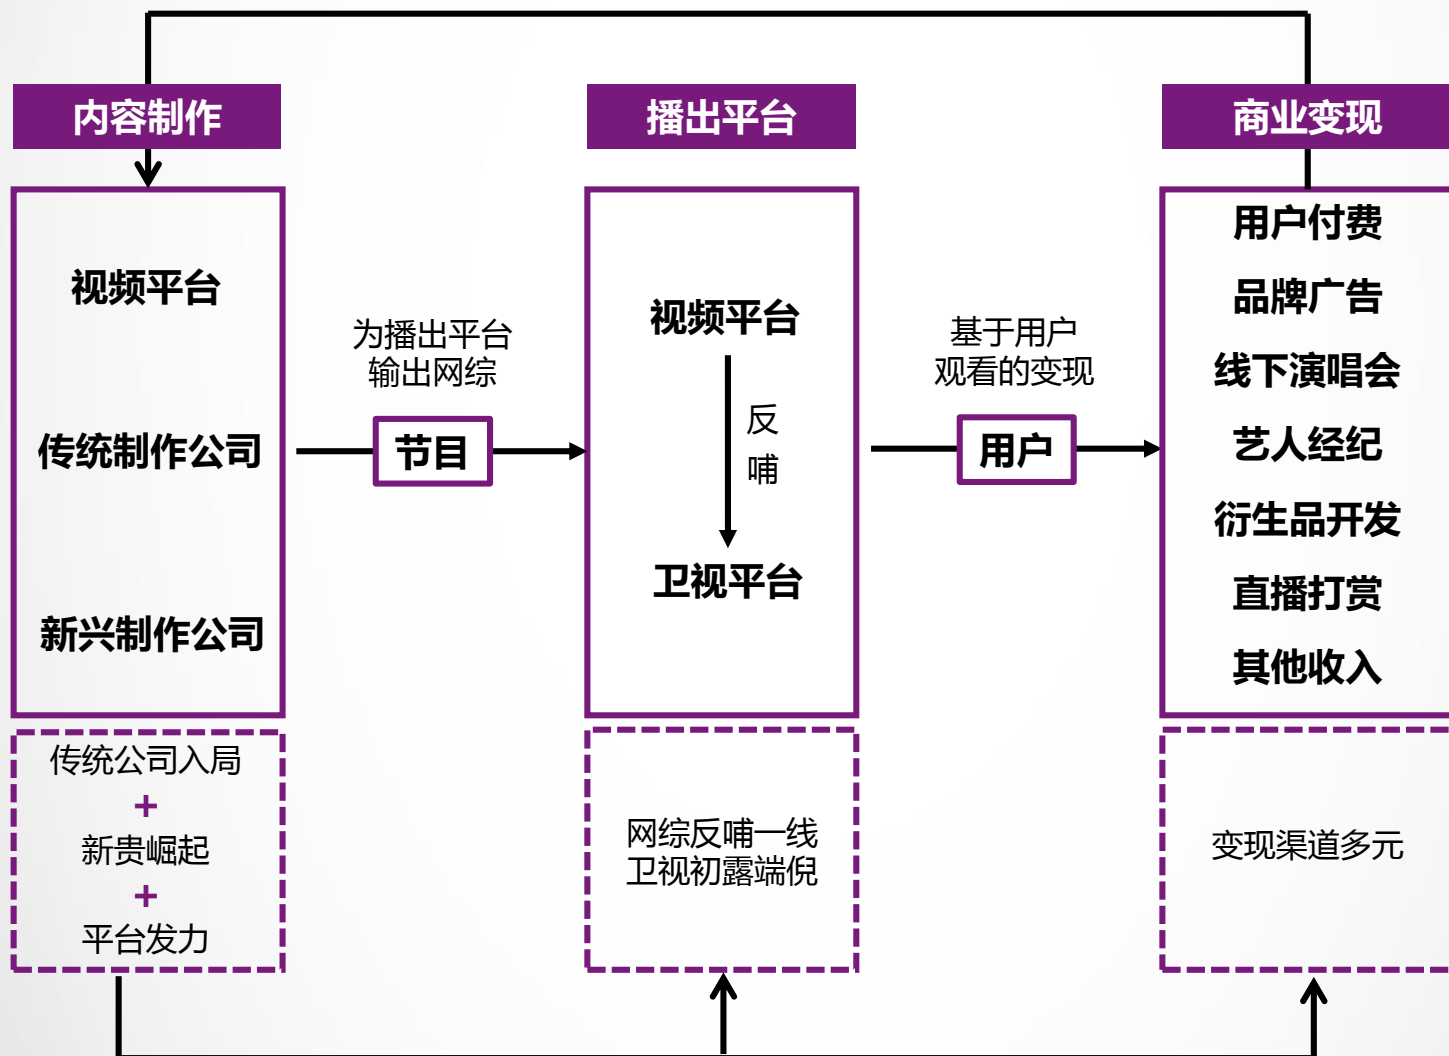 内容制作
播出平台
商业变现
视频平台
传统制作公司
新兴制作公司
为播出平台
输出网综
节目
视频平台
反
哺
卫视平台
基于用户
观看的变现
用户
用户付费
品牌广告
线下演唱会
艺人经纪
衍生品开发
直播打赏
其他收入
传统公司入局
+
新贵崛起
+
平台发力
网综反哺一线
卫视初露端倪
变现渠道多元